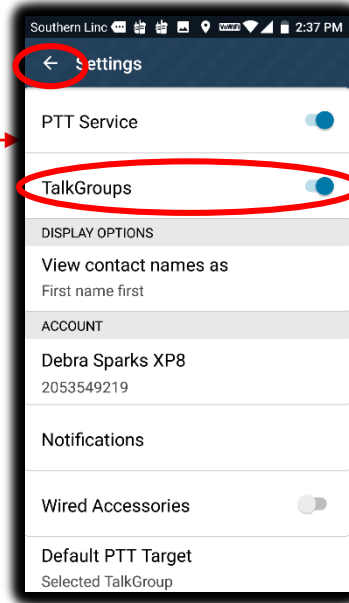 Southern Linc VoWiFi 2:37 PM
Settings
PTT Service
TalkGroups
DISPLAY OPTIONS
View contact names as
First name first
ACCOUNT
Debra Sparks XP8
2053549219
Notifications
Wired Accessories
Default PTT Target
Selected TalkGroup